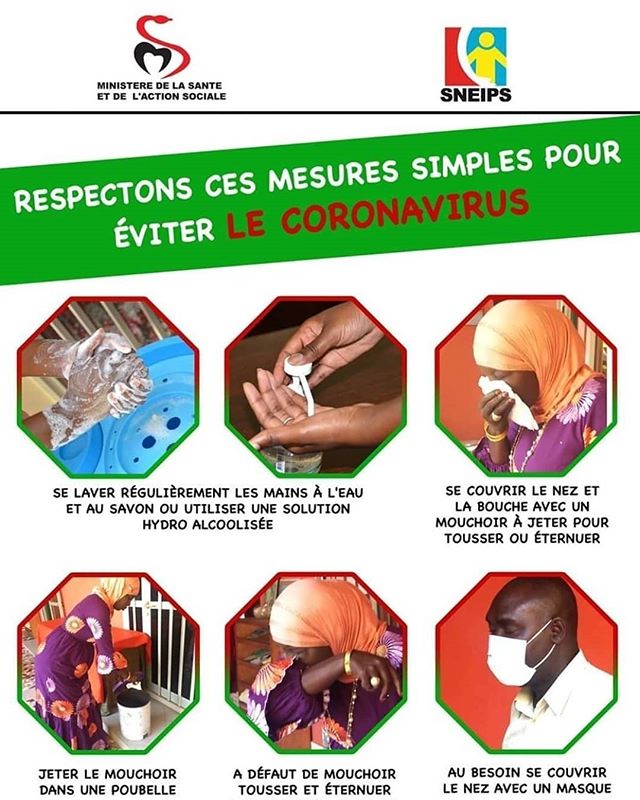 MINISTERE DE LA SANTE
ET DE L'ACTION SOCIALE
SNEIPS
RESPECTONS CES MESURES SIMPLES POUR
ÉVITER LE CORONAVIRUS
SE LAVER RÉGULIÈREMENT LES MAINS À L'EAU
ET AU SAVON OU UTILISER UNE SOLUTION
HYDRO ALCOOLISÉE
SE COUVRIR LE NEZ ET
LA BOUCHE AVEC UN
MOUCHOIR À JETER POUR
TOUSSER OU ÉTERNUER
JETER LE MOUCHOIR
DANS UNE POUBELLE
A DÉFAUT DE MOUCHOIR
TOUSSER ET ÉTERNUER
AU BESOIN SE COUVRIR
LE NEZ AVEC UN MASQUE